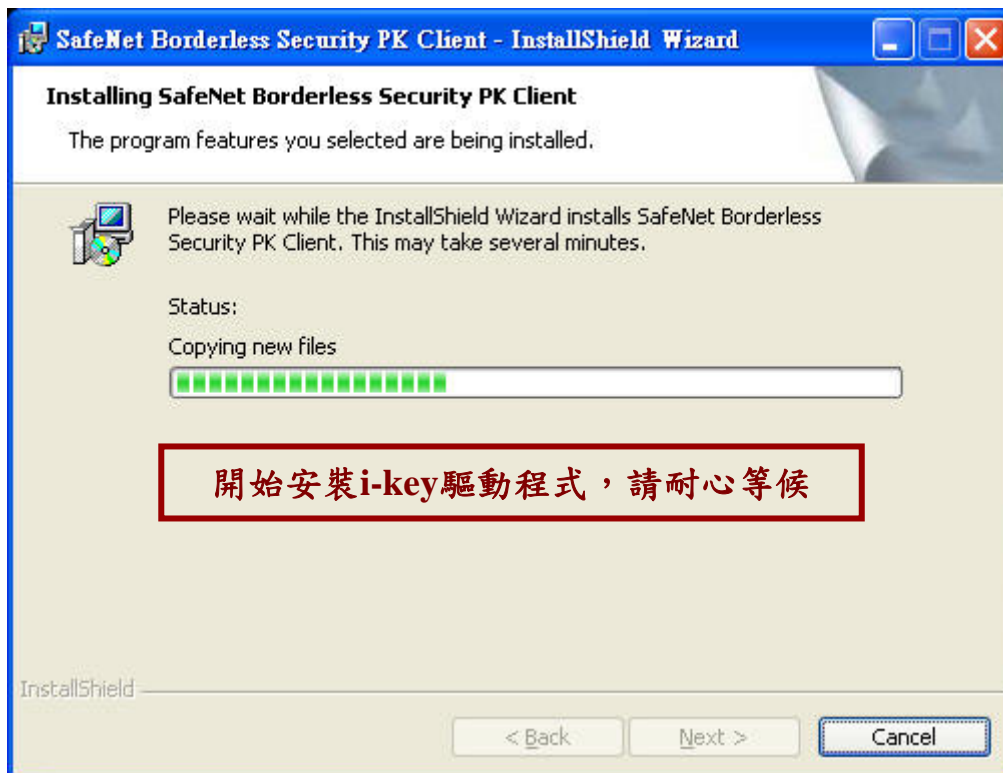 SafeNet Borderless Security PK Client - InstallShield Wizard
Installing SafeNet Borderless Security PK Client
The program features you selected are being installed.
Please wait while the InstallShield Wizard installs SafeNet Borderless
Security PK Client. This may take several minutes.
Status:
Copying new files
開始安裝i-key驅動程式，請耐心等候
InstallShield
< Back
Next >
Cancel